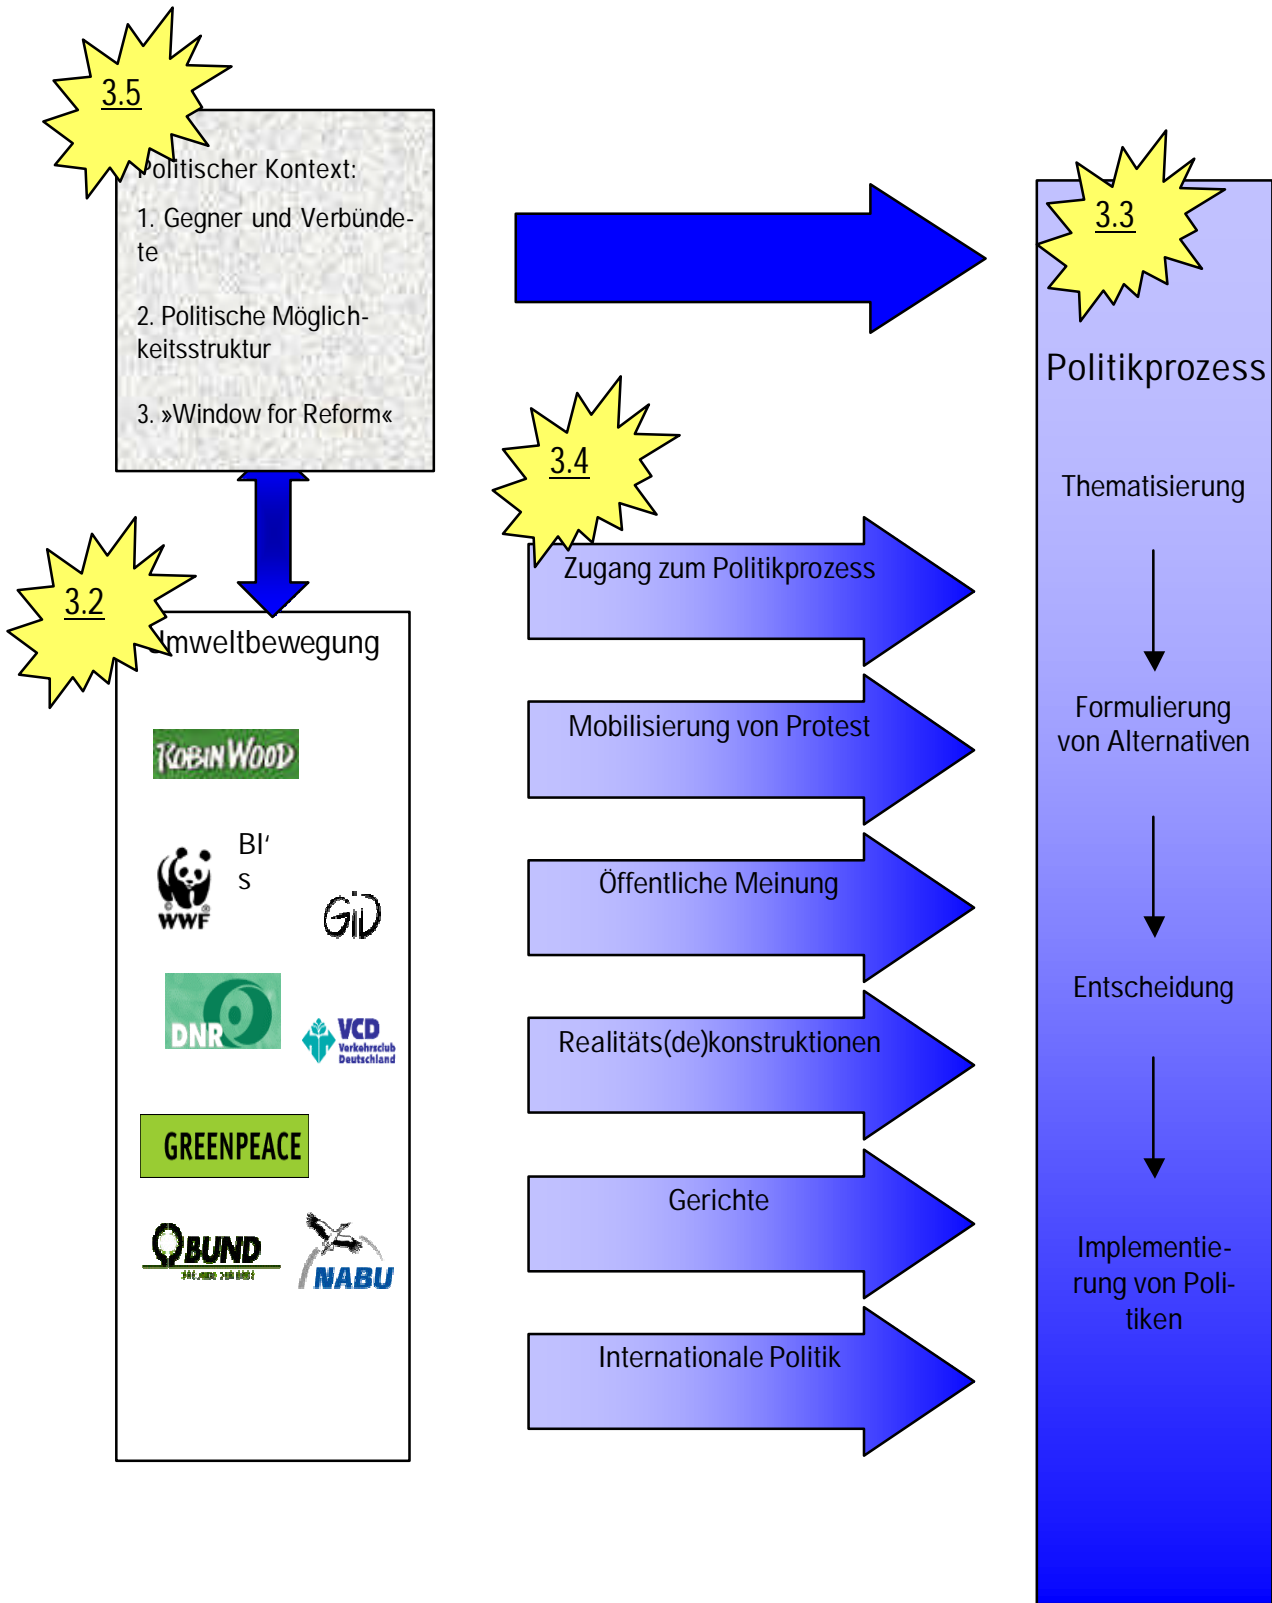 3.5
Politischer Kontext:
1. Gegner und Verbünde-
te
2. Politische Möglich-
keitsstruktur
3. »Window for Reform«
3.2
Umweltbewegung
ROBIN WOOD
BI‘
s
© WWF ®
GiD
DNR
VCD
Verkehrsclub
Deutschland
GREENPEACE
BUND
NABU
3.4
Zugang zum Politikprozess
Mobilisierung von Protest
Öffentliche Meinung
Realitäts(de)konstruktionen
Gerichte
Internationale Politik
3.3
Politikprozess
Thematisierung
Formulierung
von Alternativen
Entscheidung
Implementie-
rung von Poli-
tiken